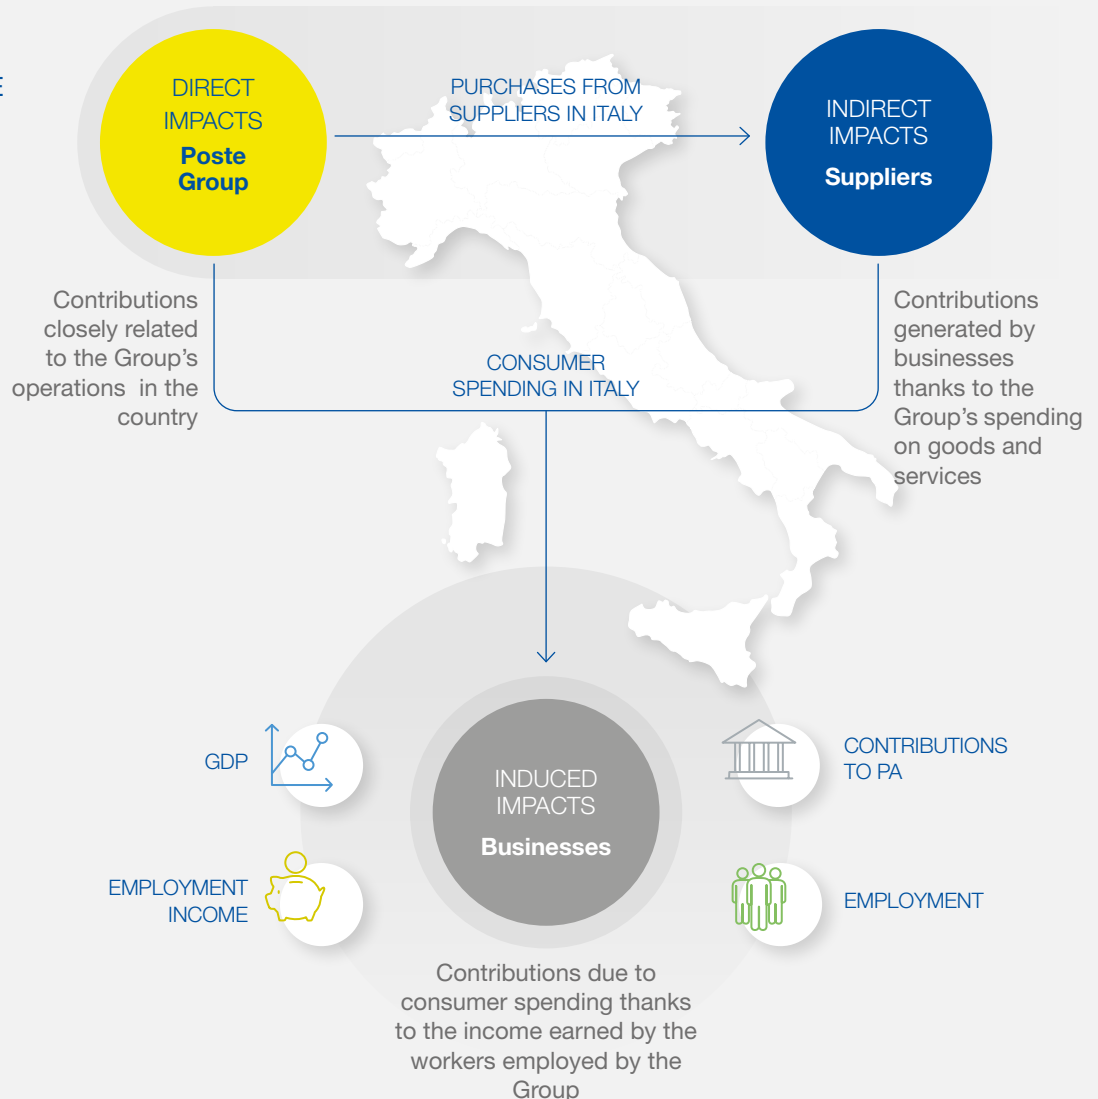 E
DIRECT
IMPACTS
Poste
Group
PURCHASES FROM
SUPPLIERS IN ITALY
INDIRECT
IMPACTS
Suppliers
Contributions
closely related
to the Group’s
operations in the
country
CONSUMER
SPENDING IN ITALY
Contributions
generated by
businesses
thanks to the
Group’s spending
on goods and
services
GDP
EMPLOYMENT
INCOME
INDUCED
IMPACTS
Businesses
CONTRIBUTIONS
TO PA
EMPLOYMENT
Contributions due to
consumer spending thanks
to the income earned by the
workers employed by the
Group